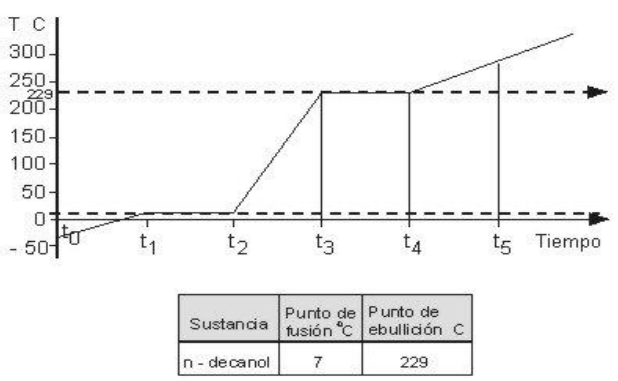 T C
300
250
229
200
150
100
50
0
- 50
t0
t1
t2
t3
t4
t5
Tiempo
Sustancia
Punto de fusión °C
Punto de ebullición C
n - decanol
7
229